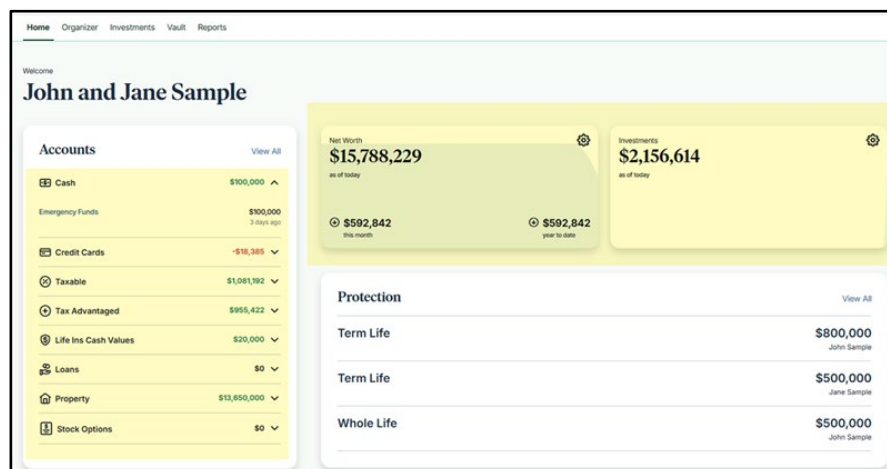 Home Organizer Investments Vault Reports
Welcome
John and Jane Sample
Accounts View All
Cash $100,000
Emergency Funds $100,000
3 days ago
Credit Cards -$18,385
Taxable $1,081,192
Tax Advantaged $955,422
Life Ins Cash Values $20,000
Loans $0
Property $13,650,000
Stock Options $0
Net Worth
$15,788,229
as of today
$592,842 $592,842
this month year to date
Investments
$2,156,614
as of today
Protection View All
Term Life $800,000
John Sample
Term Life $500,000
Jane Sample
Whole Life $500,000
John Sample